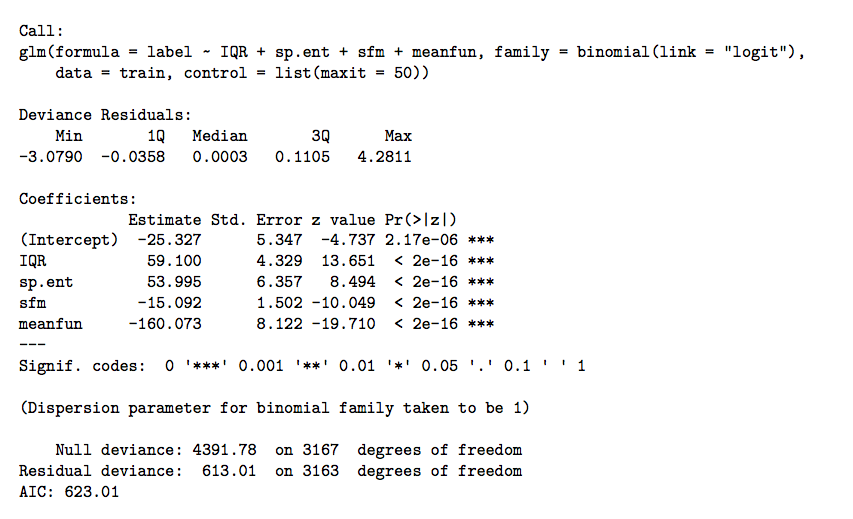 Call:
glm(formula = label ~ IQR + sp.ent + sfm + meanfun, family = binomial(link = "logit"),
    data = train, control = list(maxit = 50))
Deviance Residuals:
    Min       1Q   Median       3Q      Max
-3.0790  -0.0358   0.0003   0.1105   4.2811
Coefficients:
             Estimate Std. Error z value Pr(>|z|)
(Intercept)  -25.327      5.347  -4.737 2.17e-06 ***
IQR           59.100      4.329  13.651  < 2e-16 ***
sp.ent        53.995      6.357   8.494  < 2e-16 ***
sfm          -15.092      1.502 -10.049  < 2e-16 ***
meanfun     -160.073      8.122 -19.710  < 2e-16 ***
---
Signif. codes:  0 '***' 0.001 '**' 0.01 '*' 0.05 '.' 0.1 ' ' 1
(Dispersion parameter for binomial family taken to be 1)
    Null deviance: 4391.78  on 3167  degrees of freedom
Residual deviance:  613.01  on 3163  degrees of freedom
AIC: 623.01